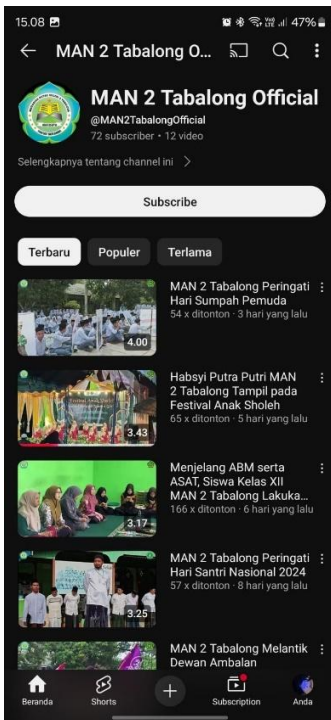 15.08
47%
MAN 2 Tabalong O...
MAN 2 Tabalong Official
@MAN2TabalongOfficial
72 subscriber • 12 video
Selengkapnya tentang channel ini
Subscribe
Terbaru
Populer
Terlama
MAN 2 Tabalong Peringati
Hari Sumpah Pemuda
54 x ditonton · 3 hari yang lalu
4.00
Habsyi Putra Putri MAN
2 Tabalong Tampil pada
Festival Anak Sholeh
65 x ditonton · 5 hari yang lalu
3.43
Menjelang ABM serta
ASAT, Siswa Kelas XII
MAN 2 Tabalong Lakuka...
166 x ditonton · 6 hari yang lalu
3.17
MAN 2 Tabalong Peringati
Hari Santri Nasional 2024
57 x ditonton · 8 hari yang lalu
3.25
MAN 2 Tabalong Melantik
Dewan Ambalan
Beranda
Shorts
Subscription
Anda